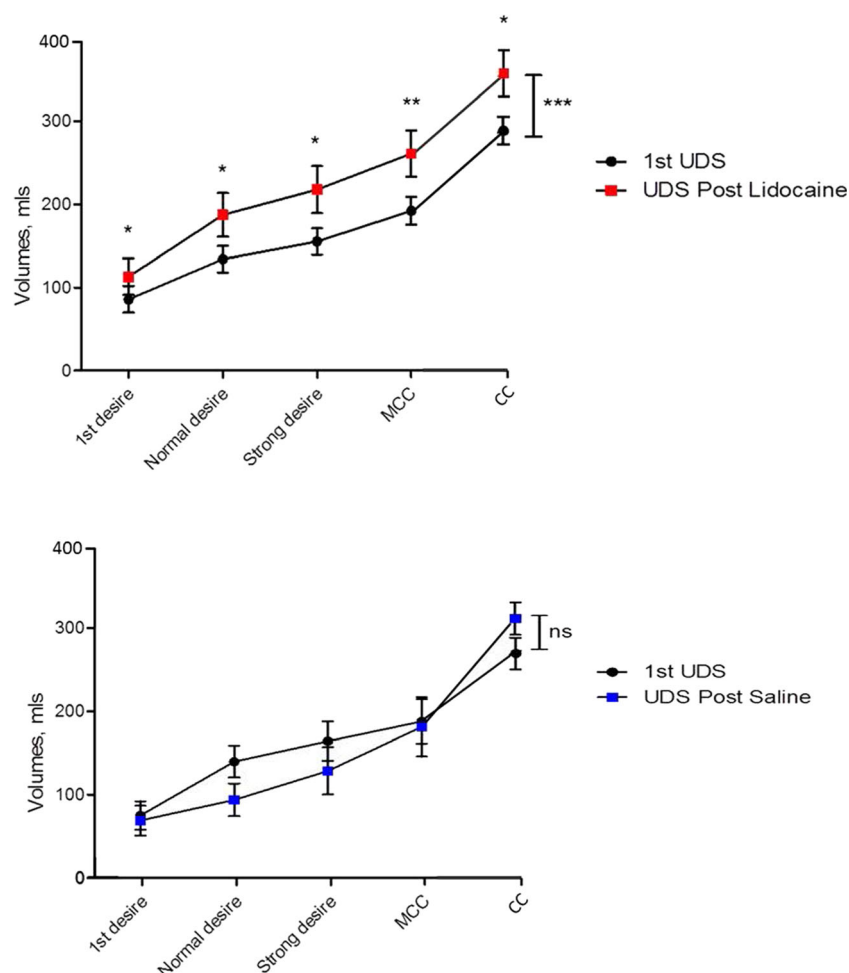 *
400
*
***
**
300
*
1st UDS
*
UDS Post Lidocaine
200
*
100
0
Volumes, mls
1st desire
Normal desire
Strong desire
MCC
CC
400
300
ns
1st UDS
UDS Post Saline
200
100
0
Volumes, mls
1st desire
Normal desire
Strong desire
MCC
CC